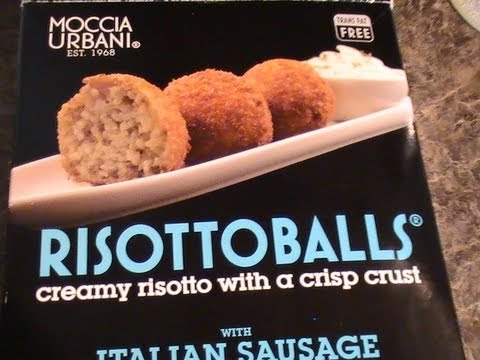 MOCCIA
URBANI®
EST. 1968
TRANS FAT
FREE
RISOTTOBALLS®
creamy risotto with a crisp crust
WITH
ITALIAN SAUSAGE